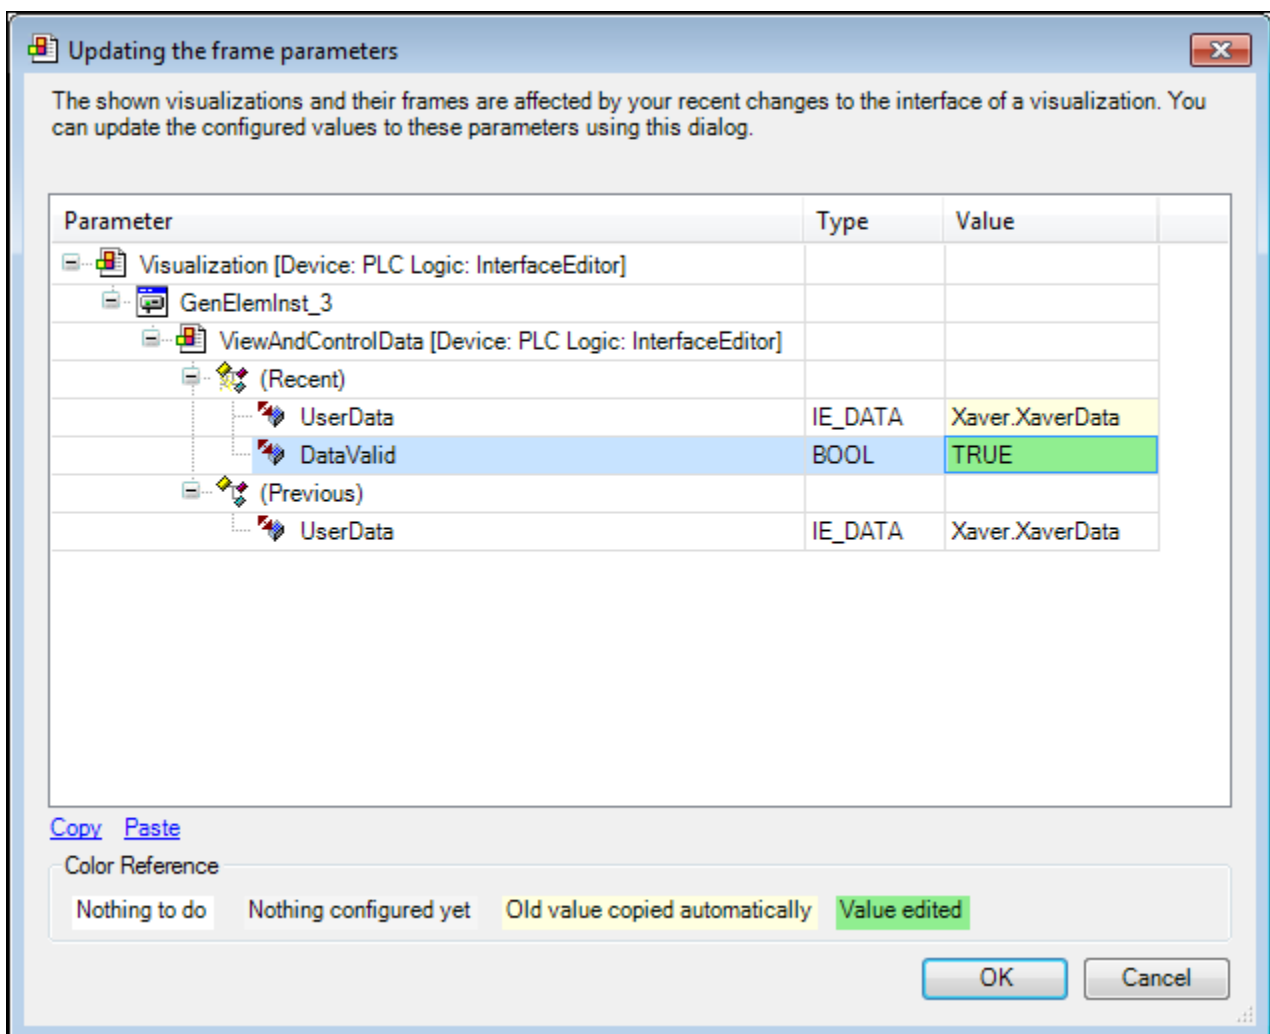 Updating the frame parameters
The shown visualizations and their frames are affected by your recent changes to the interface of a visualization. You
can update the configured values to these parameters using this dialog.
Parameter Type Value
Visualization [Device: PLC Logic: InterfaceEditor]
GenElemInst_3
ViewAndControlData [Device: PLC Logic: InterfaceEditor]
(Recent)
UserData IE_DATA Xaver.XaverData
DataValid BOOL TRUE
(Previous)
UserData IE_DATA Xaver.XaverData
Copy Paste
Color Reference
Nothing to do Nothing configured yet Old value copied automatically Value edited
OK Cancel